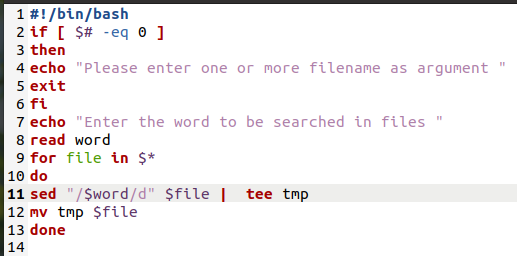 1 #!/bin/bash
2 if [ $# -eq 0 ]
3 then
4 echo "Please enter one or more filename as argument "
5 exit
6 fi
7 echo "Enter the word to be searched in files "
8 read word
9 for file in $*
10 do
11 sed "/$word/d" $file | tee tmp
12 mv tmp $file
13 done
14